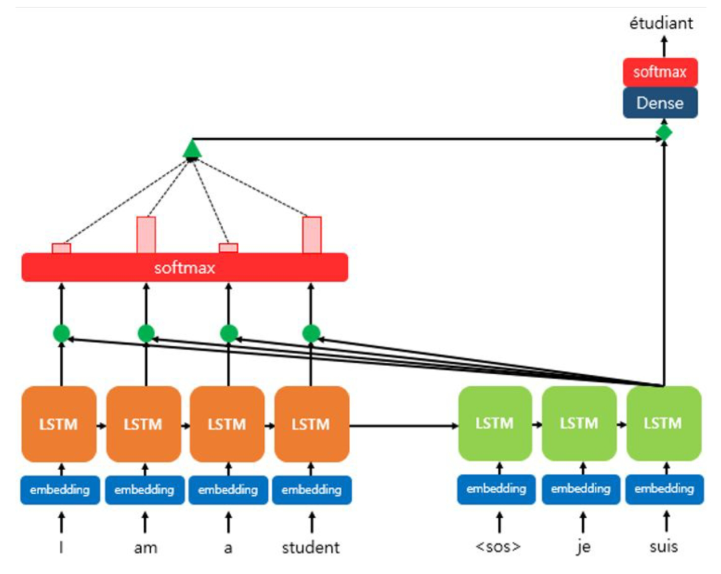 étudiant
softmax
Dense
softmax
LSTM LSTM LSTM LSTM LSTM LSTM LSTM
embedding embedding embedding embedding embedding embedding embedding
I am a student <sos> je suis